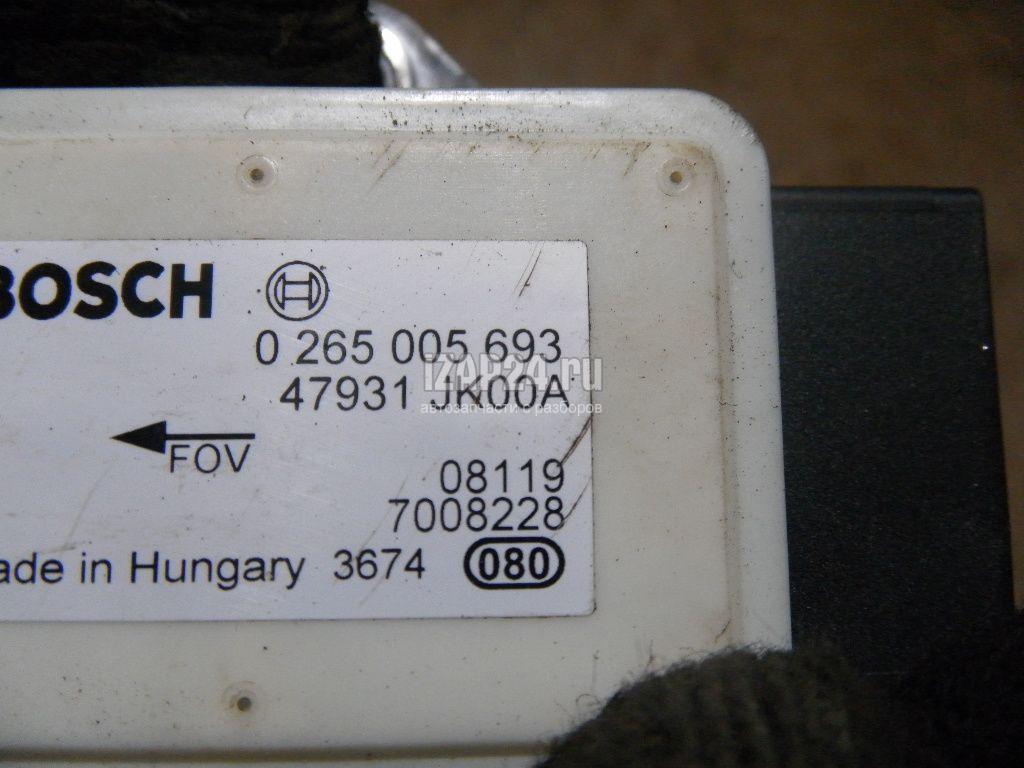 BOSCH
0 265 005 693
47931 JK00A
IZAP24.ru
автозапчасти с разборов
FOV
08119
7008228
ade in Hungary 3674 080